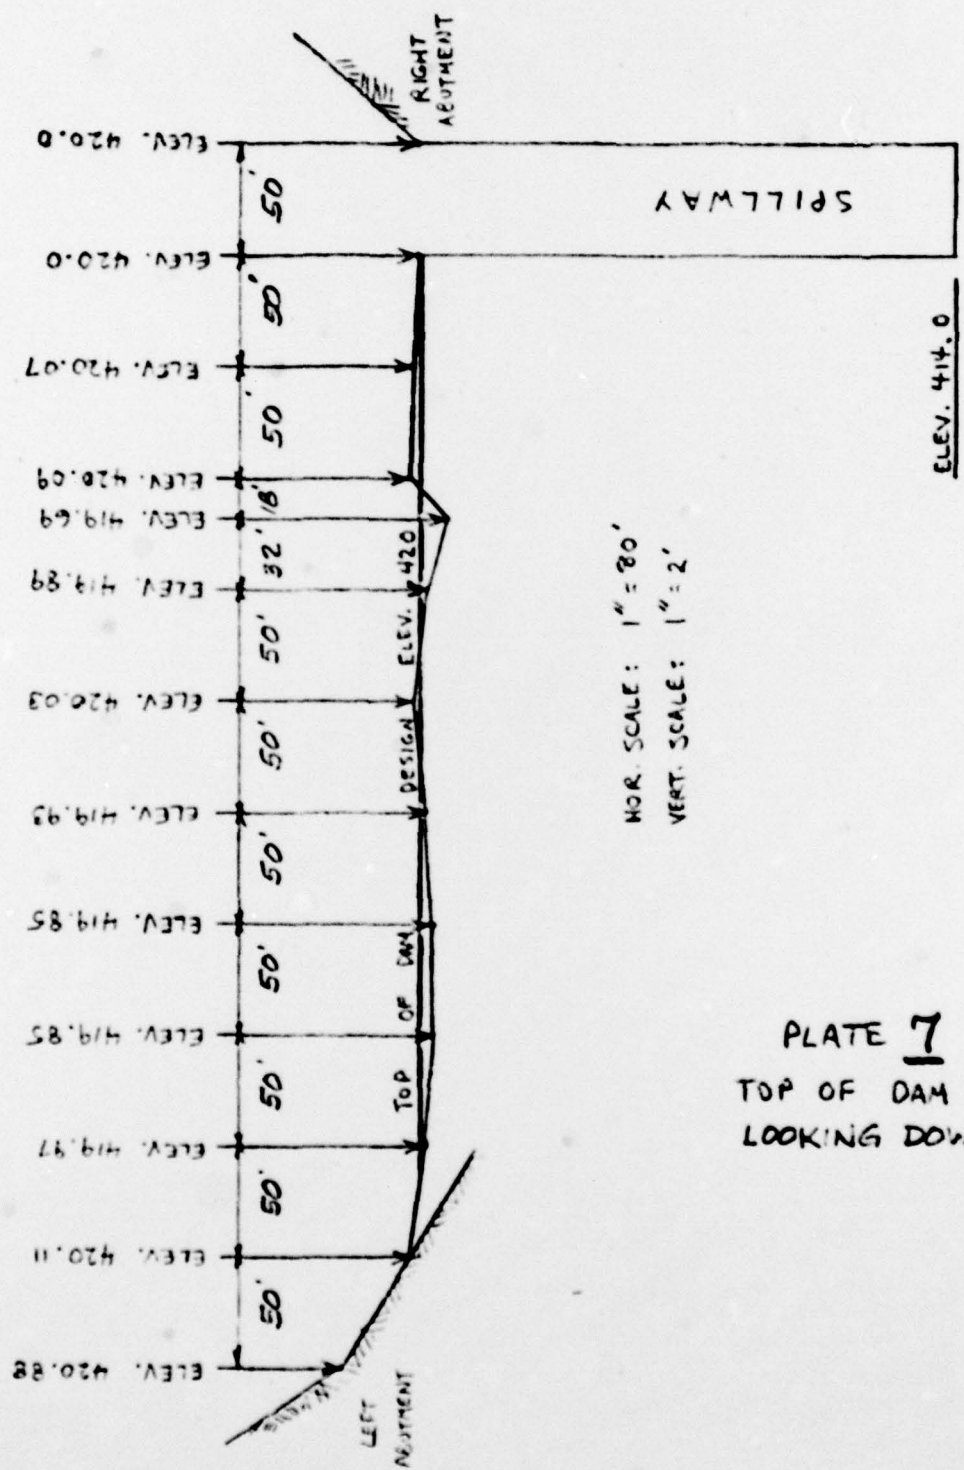 ELEV. 420.88
ELEV. 420.11
ELEV. 419.97
ELEV. 419.85
ELEV. 419.85
ELEV. 419.93
ELEV. 420.03
ELEV. 419.89
ELEV. 419.69
ELEV. 420.09
ELEV. 420.07
ELEV. 420.0
ELEV. 420.0
50'
50'
50'
50'
50'
50'
50'
32'
18'
50'
50'
50'
LEFT
ABUTMENT
TOP OF DAM DESIGN ELEV. 420
RIGHT
ABUTMENT
SPILLWAY
HOR. SCALE: 1" = 80'
VERT. SCALE: 1" = 2'
ELEV. 414.0
PLATE 7
TOP OF DAM
LOOKING